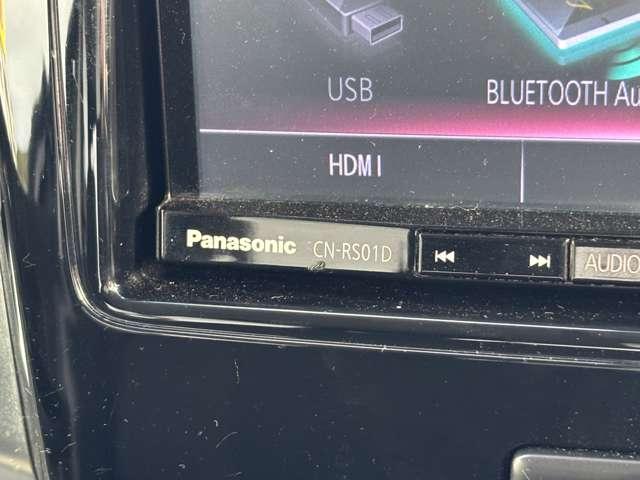 USB
BLUETOOTH Au
HDMI
Panasonic CN-RS01D
AUDIO